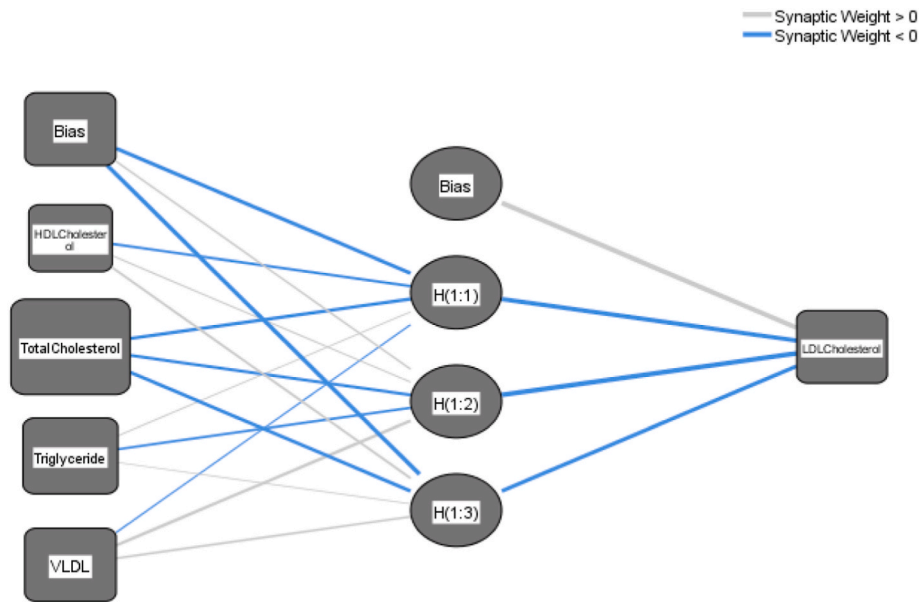 Synaptic Weight > 0
Synaptic Weight < 0
Bias
HDLCholester
ol
TotalCholesterol
Triglyceride
VLDL
Bias
H(1:1)
H(1:2)
H(1:3)
LDLCholesterol